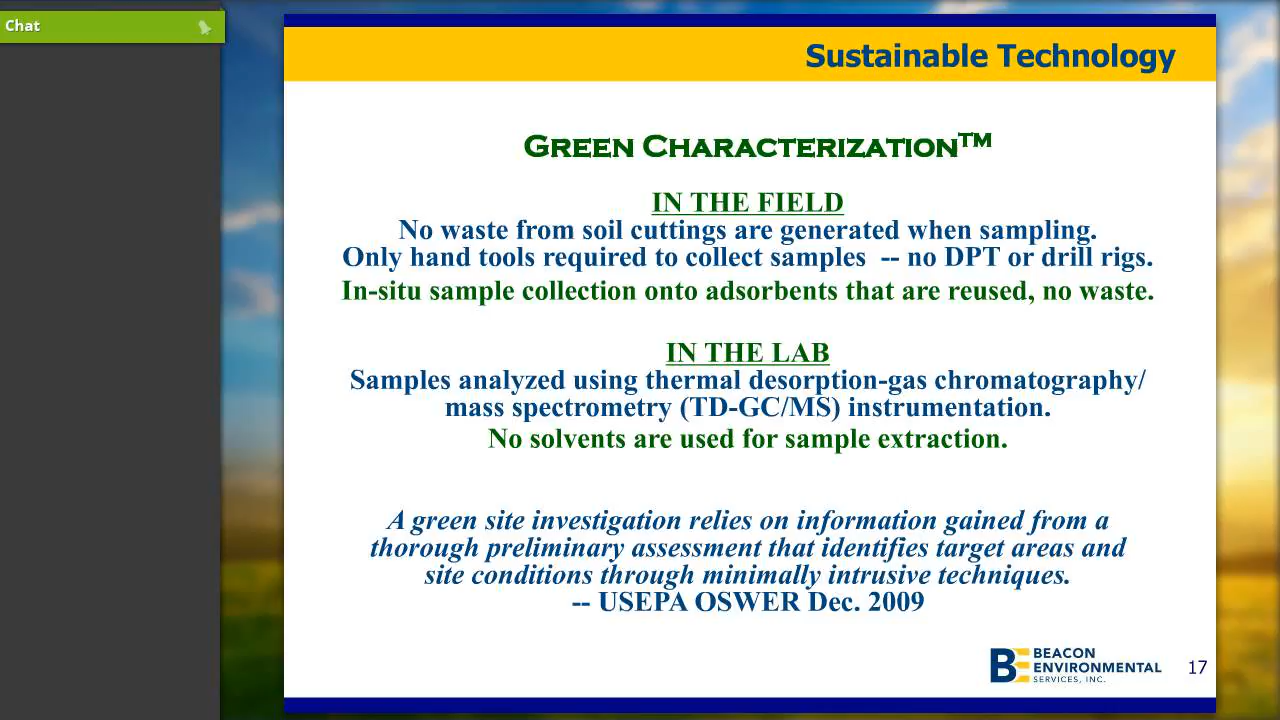 Chat
Sustainable Technology
Green Characterization™
IN THE FIELD
No waste from soil cuttings are generated when sampling.
Only hand tools required to collect samples -- no DPT or drill rigs.
In-situ sample collection onto adsorbents that are reused, no waste.
IN THE LAB
Samples analyzed using thermal desorption-gas chromatography/
mass spectrometry (TD-GC/MS) instrumentation.
No solvents are used for sample extraction.
A green site investigation relies on information gained from a
thorough preliminary assessment that identifies target areas and
site conditions through minimally intrusive techniques.
-- USEPA OSWER Dec. 2009
BE
BEACON
ENVIRONMENTAL
SERVICES, INC.
17